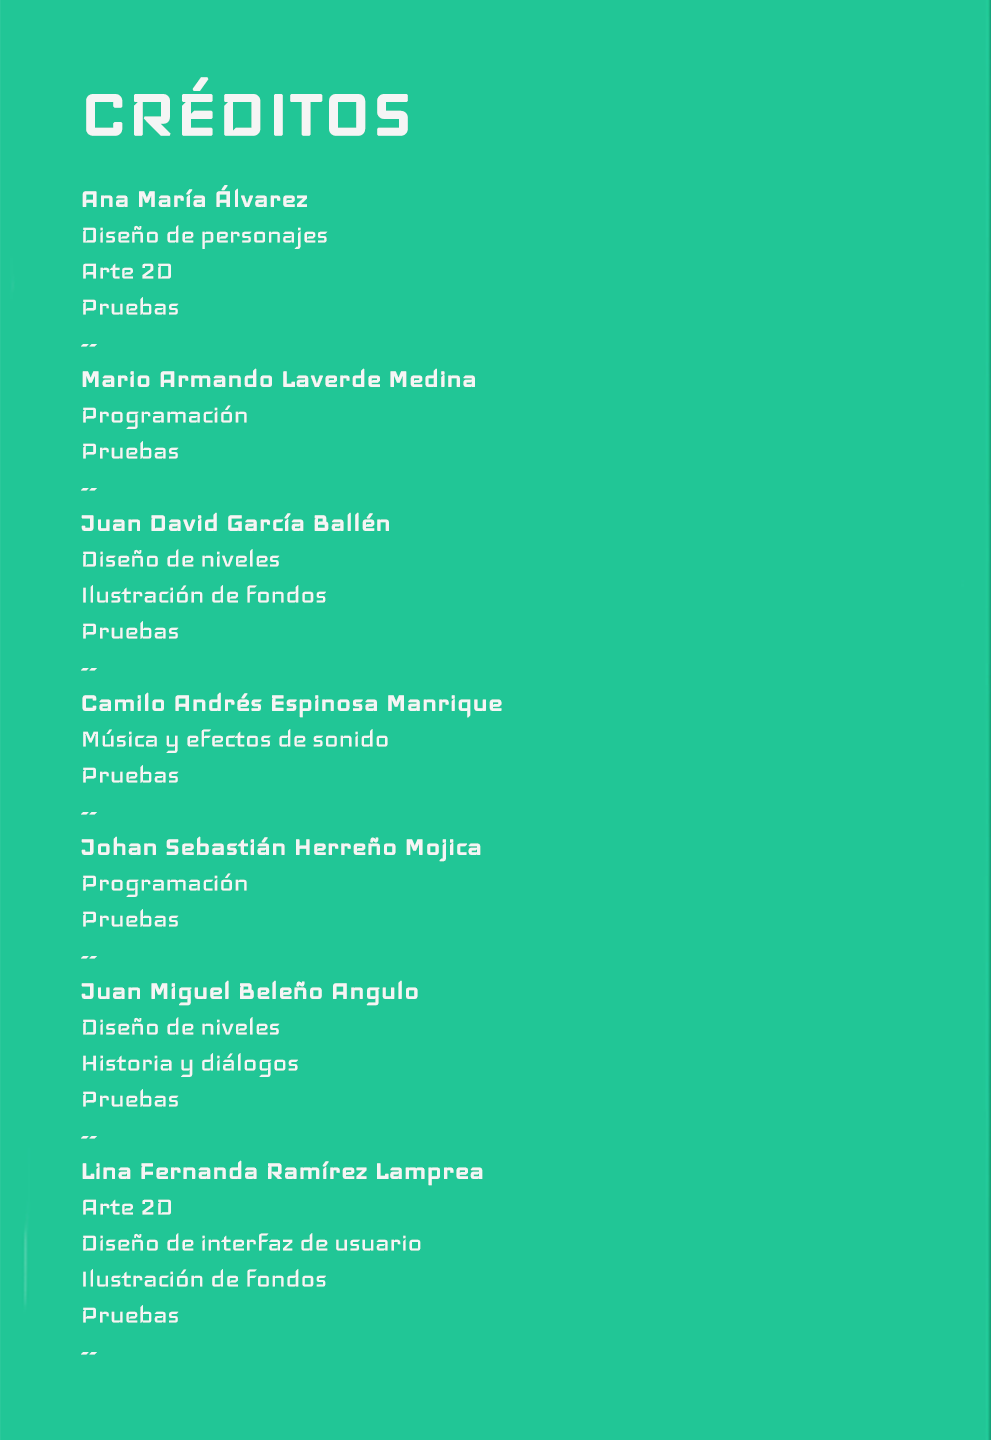 CRÉDITOS
Ana María Álvarez
Diseño de personajes
Arte 2D
Pruebas
--
Mario Armando Laverde Medina
Programación
Pruebas
--
Juan David García Ballén
Diseño de niveles
Ilustración de fondos
Pruebas
--
Camilo Andrés Espinosa Manrique
Música y efectos de sonido
Pruebas
--
Johan Sebastián Herreño Mojica
Programación
Pruebas
--
Juan Miguel Beleño Angulo
Diseño de niveles
Historia y diálogos
Pruebas
--
Lina Fernanda Ramírez Lamprea
Arte 2D
Diseño de interfaz de usuario
Ilustración de fondos
Pruebas
--